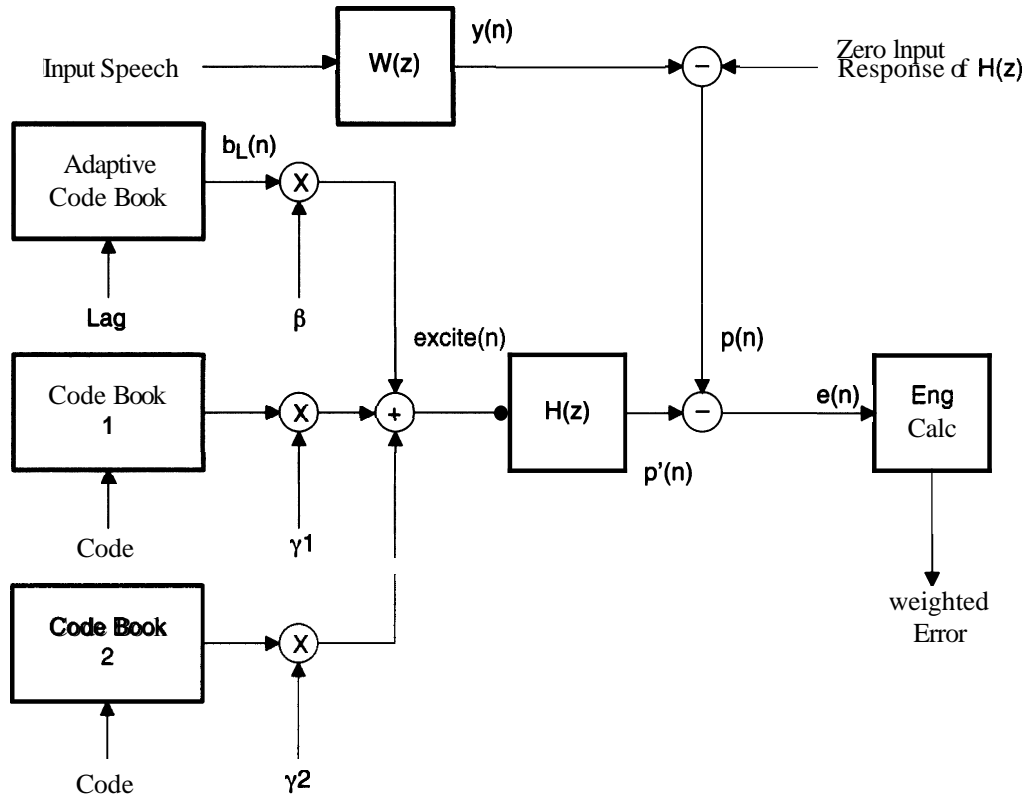 y(n)
Input Speech
W(z)
−
Zero Input
Response of H(z)
Adaptive
Code Book
bL(n)
X
Lag
β
excite(n)
p(n)
Code Book
1
X
+
H(z)
−
e(n)
Eng
Calc
p'(n)
Code
γ1
Code Book
2
X
weighted
Error
Code
γ2